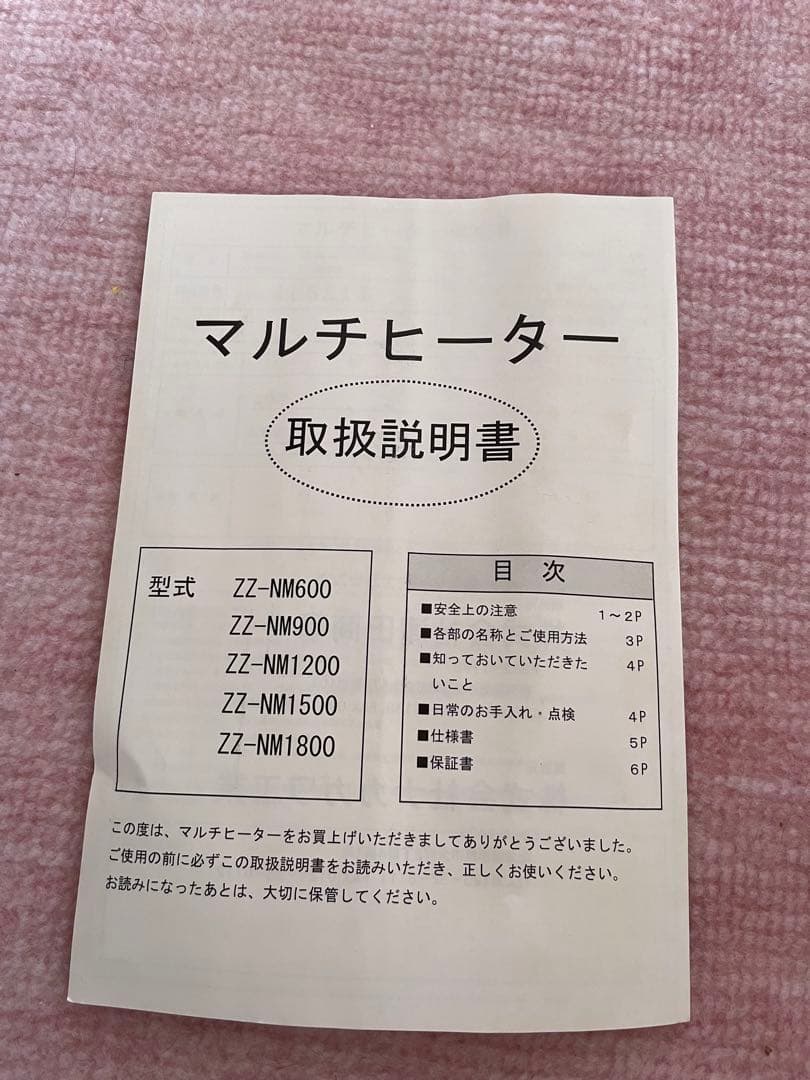 マルチヒーター
取扱説明書
型式 ZZ-NM600
ZZ-NM900
ZZ-NM1200
ZZ-NM1500
ZZ-NM1800
目 次
■安全上の注意 1～2P
■各部の名称とご使用方法 3P
■知っておいていただきた 4P
いこと
■日常のお手入れ・点検 4P
■仕様書 5P
■保証書 6P
この度は、マルチヒーターをお買上げいただきましてありがとうございました。
ご使用の前に必ずこの取扱説明書をお読みいただき、正しくお使いください。
お読みになったあとは、大切に保管してください。